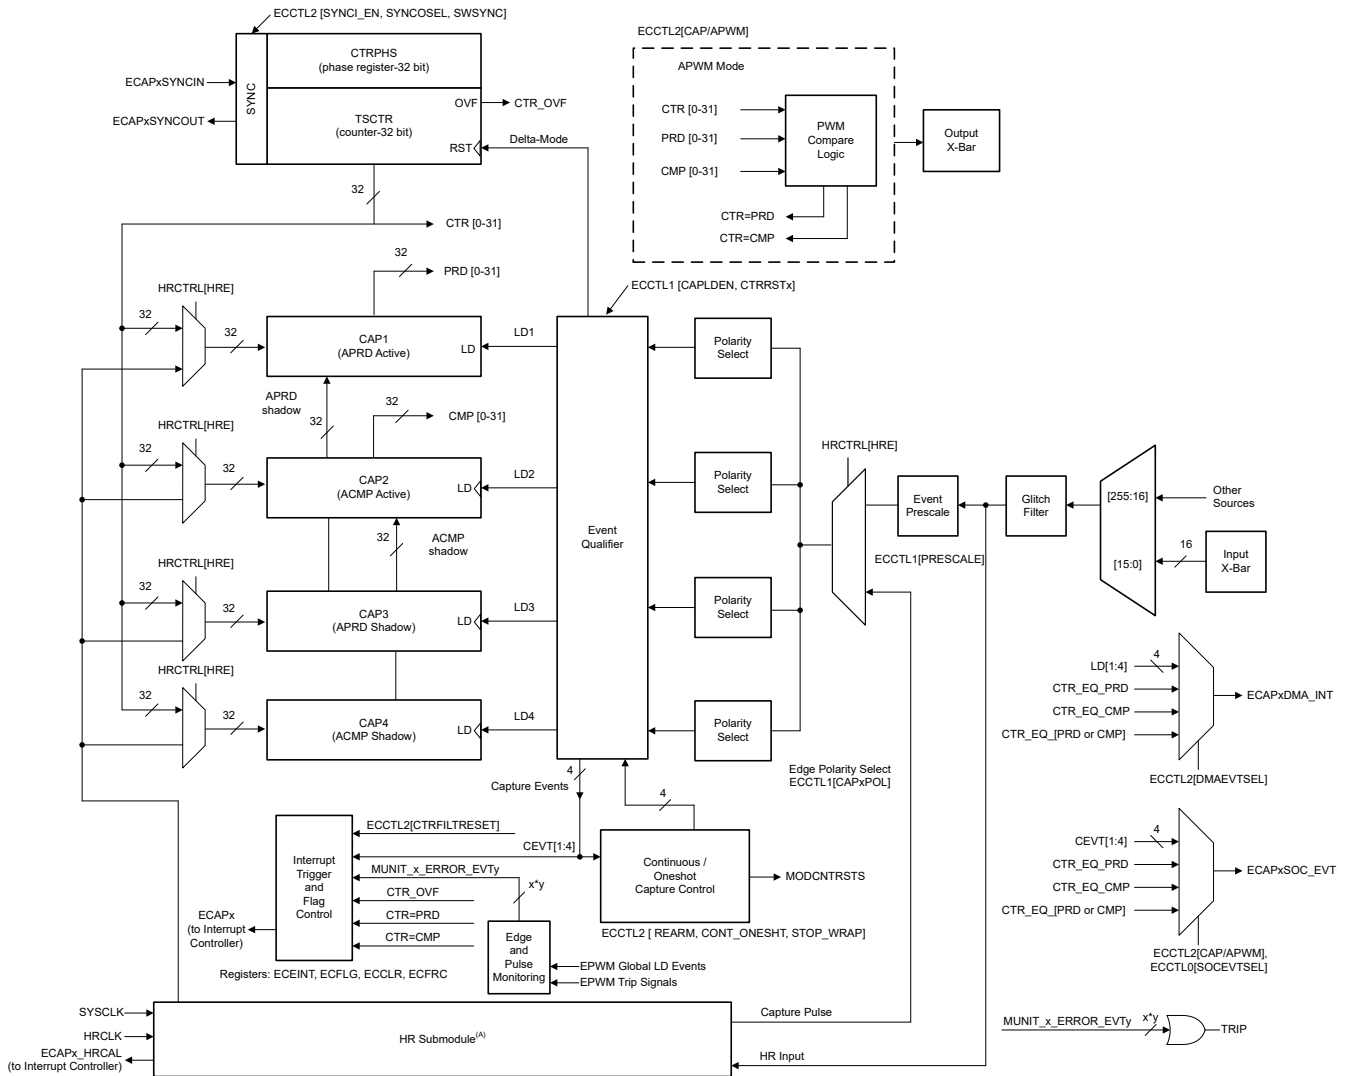 ECCTL2 [SYNCI_EN, SYNCOSEL, SWSYNC]
SYNC
CTRPHS
(phase register-32 bit)
TSCTR
(counter-32 bit)
OVF
RST
ECAPxSYNCIN
ECAPxSYNCOUT
CTR_OVF
Delta-Mode
32
CTR [0-31]
32
PRD [0-31]
ECCTL2[CAP/APWM]
APWM Mode
CTR [0-31]
PRD [0-31]
CMP [0-31]
PWM
Compare
Logic
CTR=PRD
CTR=CMP
Output
X-Bar
ECCTL1 [CAPLDEN, CTRRSTx]
HRCTRL[HRE]
32
32
CAP1
(APRD Active)
LD
LD1
Polarity
Select
APRD
shadow
32
32
CMP [0-31]
HRCTRL[HRE]
32
32
CAP2
(ACMP Active)
LD
LD2
Polarity
Select
32
ACMP
shadow
Event
Qualifier
HRCTRL[HRE]
32
32
CAP3
(APRD Shadow)
LD
LD3
Polarity
Select
HRCTRL[HRE]
32
32
CAP4
(ACMP Shadow)
LD
LD4
Polarity
Select
HRCTRL[HRE]
Event
Prescale
ECCTL1[PRESCALE]
Glitch
Filter
[255:16]
[15:0]
Other
Sources
16
Input
X-Bar
Edge Polarity Select
ECCTL1[CAPxPOL]
4
Capture Events
4
LD[1:4]
4
CTR_EQ_PRD
CTR_EQ_CMP
CTR_EQ_[PRD or CMP]
ECAPxDMA_INT
ECCTL2[DMAEVTSEL]
ECCTL2[CTRFILTRESET]
CEVT[1:4]
MUNIT_x_ERROR_EVTy
CTR_OVF
CTR=PRD
CTR=CMP
x*y
Interrupt
Trigger
and
Flag
Control
ECAPx
(to Interrupt
Controller)
Registers: ECEINT, ECFLG, ECCLR, ECFRC
Continuous /
Oneshot
Capture Control
MODCNTRSTS
ECCTL2 [ REARM, CONT_ONESHT, STOP_WRAP]
Edge
and
Pulse
Monitoring
EPWM Global LD Events
EPWM Trip Signals
CEVT[1:4]
4
CTR_EQ_PRD
CTR_EQ_CMP
CTR_EQ_[PRD or CMP]
ECAPxSOC_EVT
ECCTL2[CAP/APWM],
ECCTL0[SOCEVTSEL]
SYSCLK
HRCLK
ECAPx_HRCAL
(to Interrupt Controller)
HR Submodule(A)
Capture Pulse
HR Input
MUNIT_x_ERROR_EVTy
x*y
TRIP